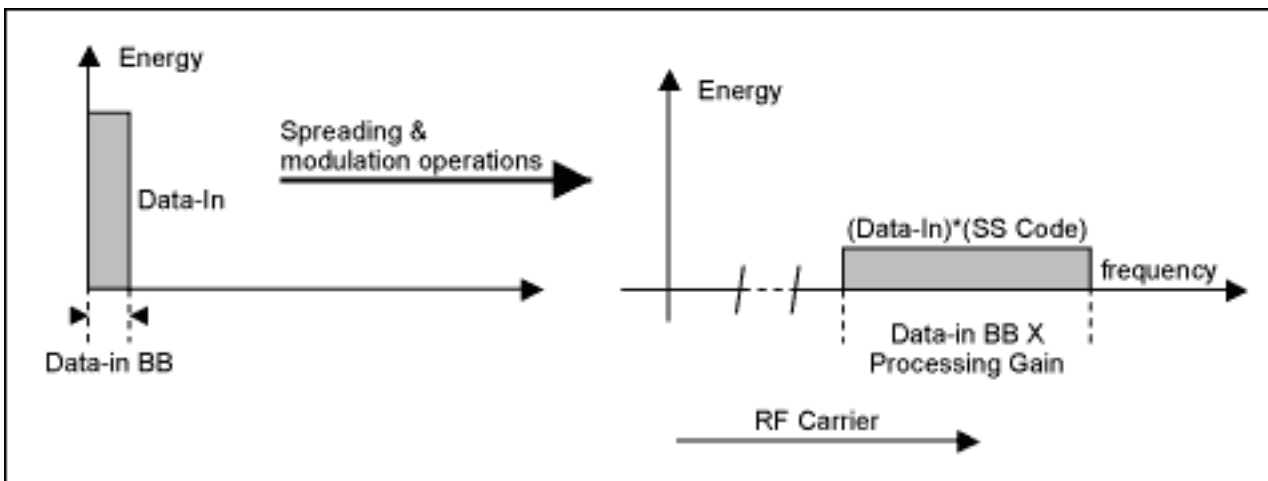 Energy
Spreading &
modulation operations
Data-In
Data-in BB
Energy
(Data-In)*(SS Code)
frequency
Data-in BB X
Processing Gain
RF Carrier